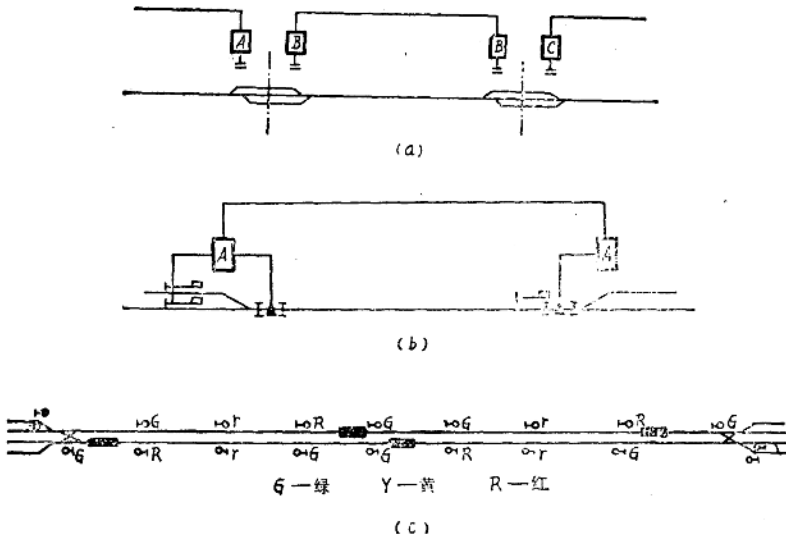 A B B C
(a)
A A
(b)
G r R G G r R G
G R r G G R r G
G—绿 Y—黄 R—红
(c)